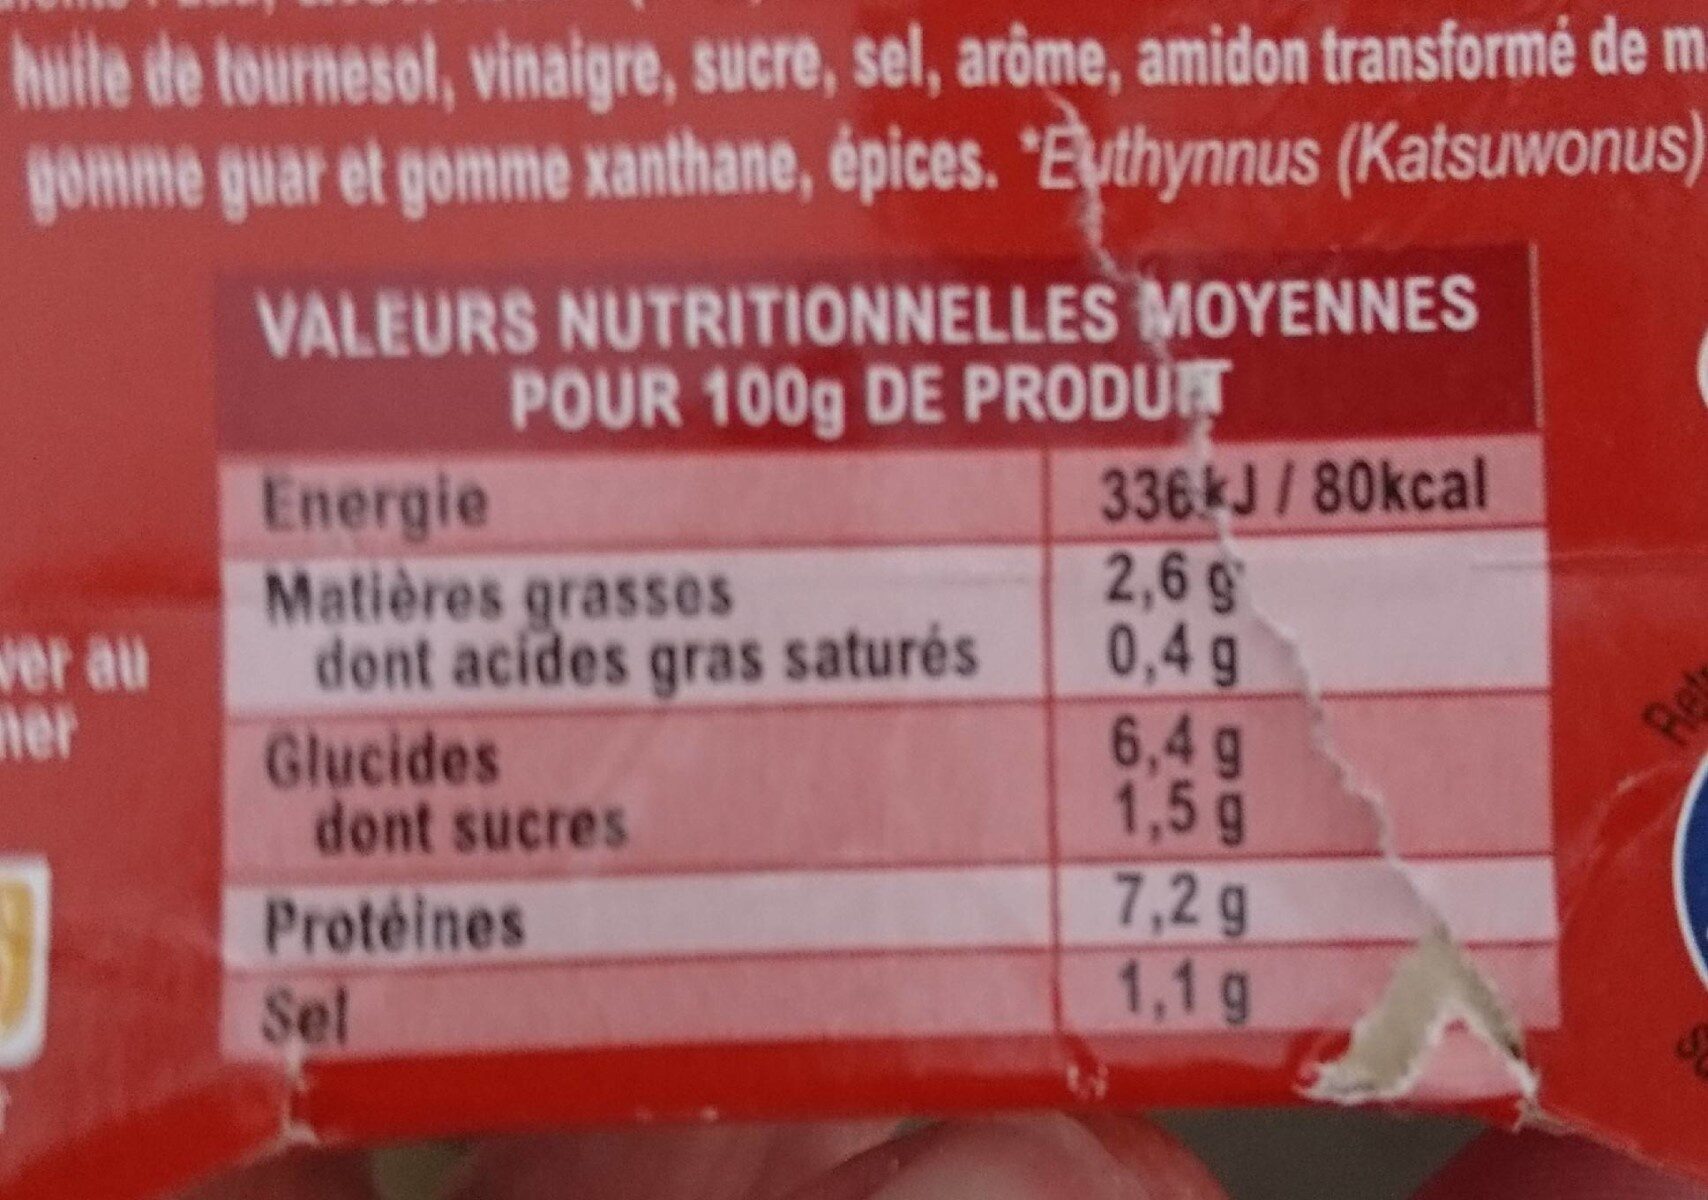 huile de tournesol, vinaigre, sucre, sel, arôme, amidon transformé de
gomme guar et gomme xanthane, épices. *Euthynnus (Katsuwonus)
VALEURS NUTRITIONNELLES MOYENNES
POUR 100g DE PRODUIT
Energie 336kJ / 80kcal
Matières grasses 2,6 g
dont acides gras saturés 0,4 g
Glucides 6,4 g
dont sucres 1,5 g
Protéines 7,2 g
Sel 1,1 g
au